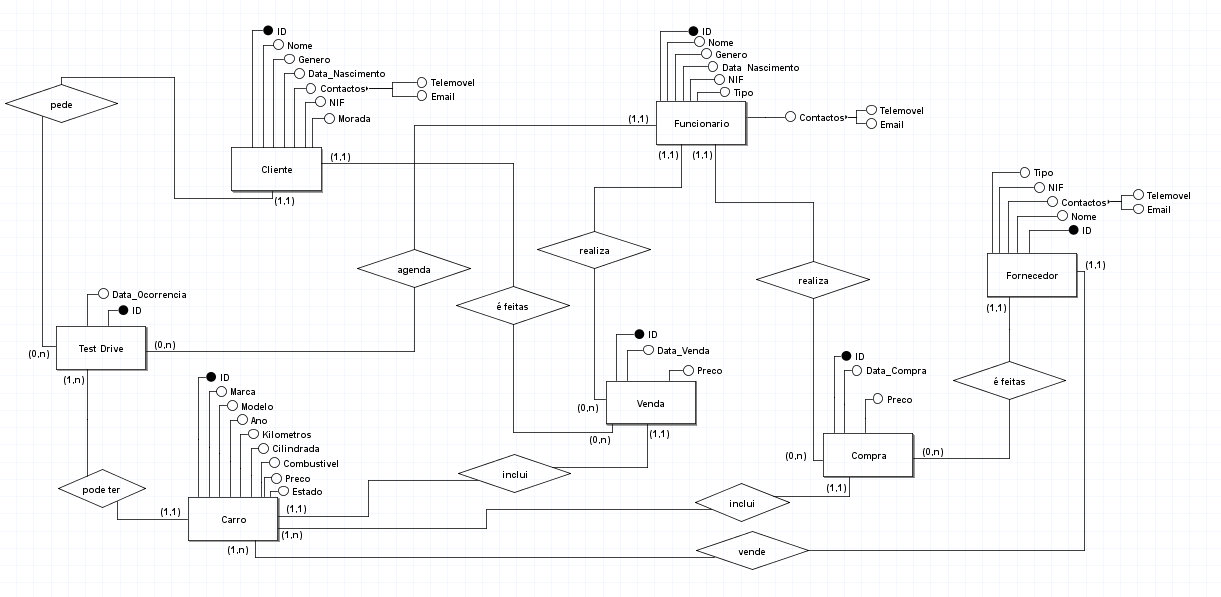 ID
Nome
Genero
Data_Nascimento
Contactos
Telemovel
Email
NIF
Morada
Cliente
(1,1)
(1,1)
pede
ID
Nome
Genero
Data_Nascimento
NIF
Tipo
Funcionario
Contactos
Telemovel
Email
(1,1)
(1,1)
(1,1)
Tipo
NIF
Contactos
Telemovel
Email
Nome
ID
Fornecedor
(1,1)
(1,1)
agenda
é feitas
realiza
realiza
é feitas
Data_Ocorrencia
ID
Test Drive
(0,n)
(0,n)
(1,n)
ID
Data_Venda
Preco
Venda
(0,n)
(0,n)
(1,1)
ID
Data_Compra
Preco
Compra
(0,n)
(0,n)
(1,1)
ID
Marca
Modelo
Ano
Kilometros
Cilindrada
Combustivel
Preco
Estado
Carro
(1,1)
(1,1)
(1,n)
(1,n)
pode ter
inclui
inclui
vende